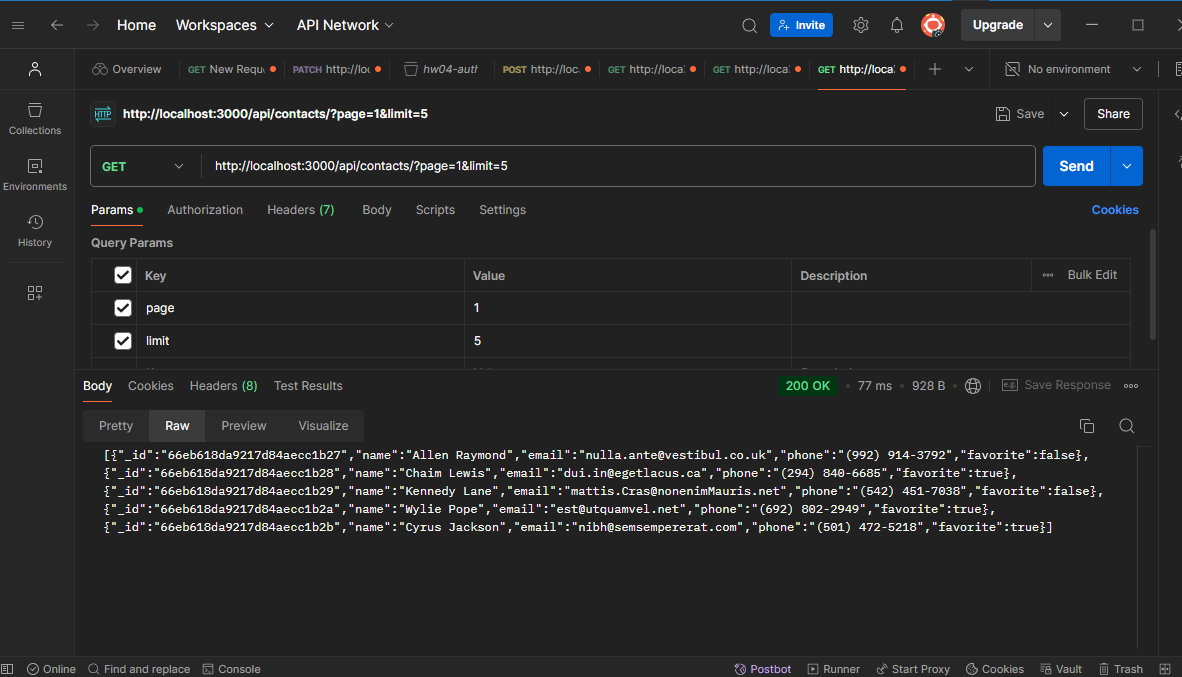 Home Workspaces API Network Invite Upgrade
Overview GET New Requ PATCH http://loc hw04-auth POST http://loc. GET http://local GET http://local GET http://local No environment
HTTP http://localhost:3000/api/contacts/?page=1&limit=5 Save Share
Collections
GET http://localhost:3000/api/contacts/?page=1&limit=5 Send
Environments
Params Authorization Headers (7) Body Scripts Settings Cookies
History
Query Params
Key Value Description Bulk Edit
page 1
limit 5
Body Cookies Headers (8) Test Results 200 OK 77 ms 928 B e.g. Save Response
Pretty Raw Preview Visualize
[{"_id":"66eb618da9217d84aecc1b27","name":"Allen Raymond","email":"nulla.ante@vestibul.co.uk","phone":"(992) 914-3792","favorite":false},
{"_id":"66eb618da9217d84aecc1b28","name":"Chaim Lewis","email":"dui.in@egetlacus.ca","phone":"(294) 840-6685","favorite":true},
{"_id":"66eb618da9217d84aecc1b29","name":"Kennedy Lane","email":"mattis.Cras@nonenimMauris.net","phone":"(542) 451-7038","favorite":false},
{"_id":"66eb618da9217d84aecc1b2a","name":"Wylie Pope","email":"est@utquamvel.net","phone":"(692) 802-2949","favorite":true},
{"_id":"66eb618da9217d84aecc1b2b","name":"Cyrus Jackson","email":"nibh@semsempererat.com","phone":"(501) 472-5218","favorite":true}]
Online Find and replace Console Postbot Runner Start Proxy Cookies Vault Trash